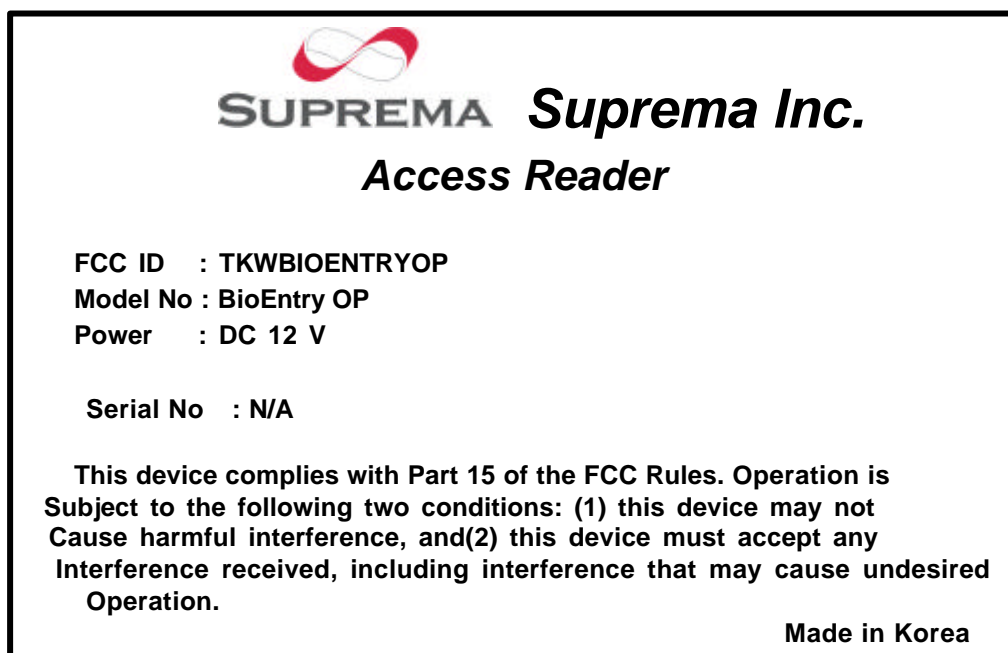 SUPREMA Suprema Inc.
Access Reader
FCC ID : TKWBIOENTRYOP
Model No : BioEntry OP
Power : DC 12 V
Serial No : N/A
This device complies with Part 15 of the FCC Rules. Operation is
Subject to the following two conditions: (1) this device may not
Cause harmful interference, and(2) this device must accept any
Interference received, including interference that may cause undesired
Operation.
Made in Korea